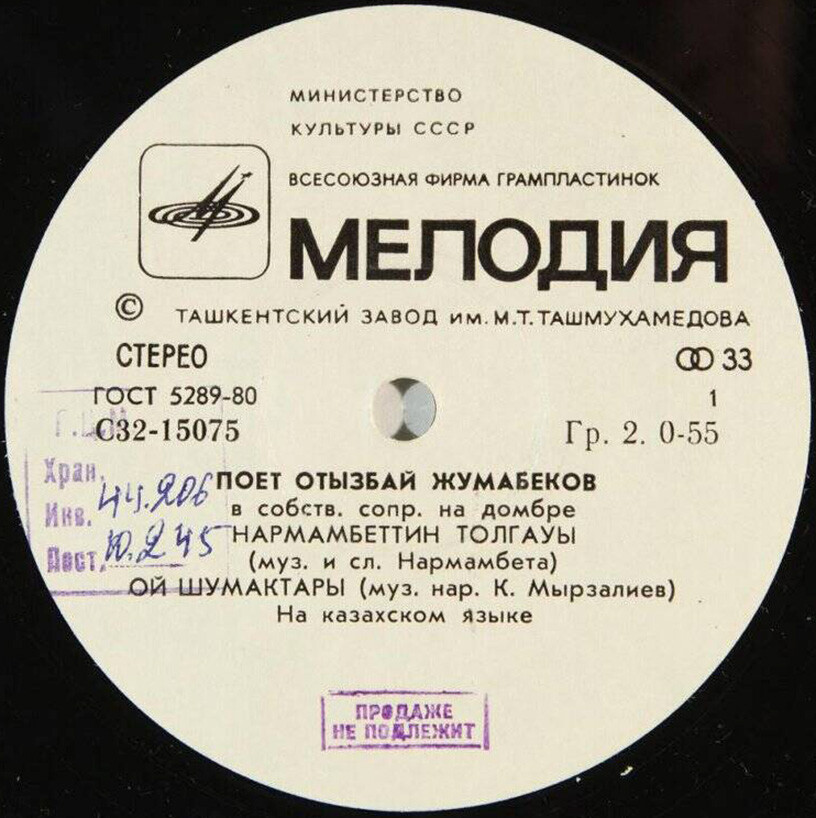 МИНИСТЕРСТВО
КУЛЬТУРЫ СССР
ВСЕСОЮЗНАЯ ФИРМА ГРАМПЛАСТИНОК
МЕЛОДИЯ
© ТАШКЕНТСКИЙ ЗАВОД им. М.Т. ТАШМУХАМЕДОВА
СТЕРЕО 33
ГОСТ 5289-80 1
С32-15075 Гр. 2. 0-55
ПОЕТ ОТЫЗБАЙ ЖУМАБЕКОВ
в собств. сопр. на домбре
НАРМАМБЕТТИН ТОЛГАУЫ
(муз. и сл. Нармамбета)
ОЙ ШУМАКТАРЫ (муз. нар. К. Мырзалиев)
На казахском языке
Хран.
Инв. 44.206
Пост. 10.245
ПРОДАЖЕ
НЕ ПОДЛЕЖИТ